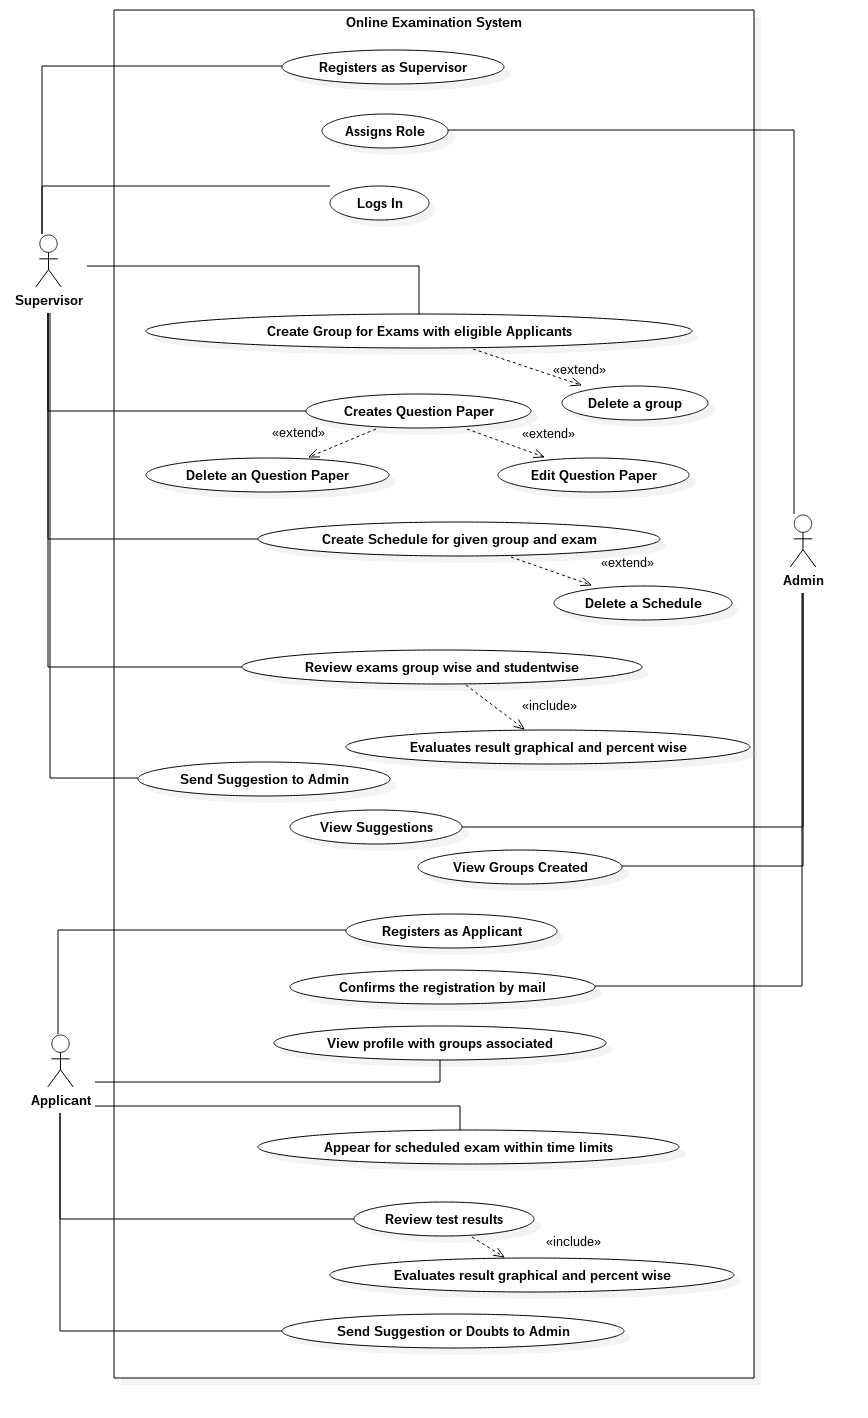 Online Examination System
Registers as Supervisor
Assigns Role
Logs In
Supervisor
Create Group for Exams with eligible Applicants
«extend»
Delete a group
Creates Question Paper
«extend»
«extend»
Delete an Question Paper
Edit Question Paper
Create Schedule for given group and exam
«extend»
Admin
Delete a Schedule
Review exams group wise and studentwise
«include»
Evaluates result graphical and percent wise
Send Suggestion to Admin
View Suggestions
View Groups Created
Registers as Applicant
Confirms the registration by mail
View profile with groups associated
Applicant
Appear for scheduled exam within time limits
Review test results
«include»
Evaluates result graphical and percent wise
Send Suggestion or Doubts to Admin